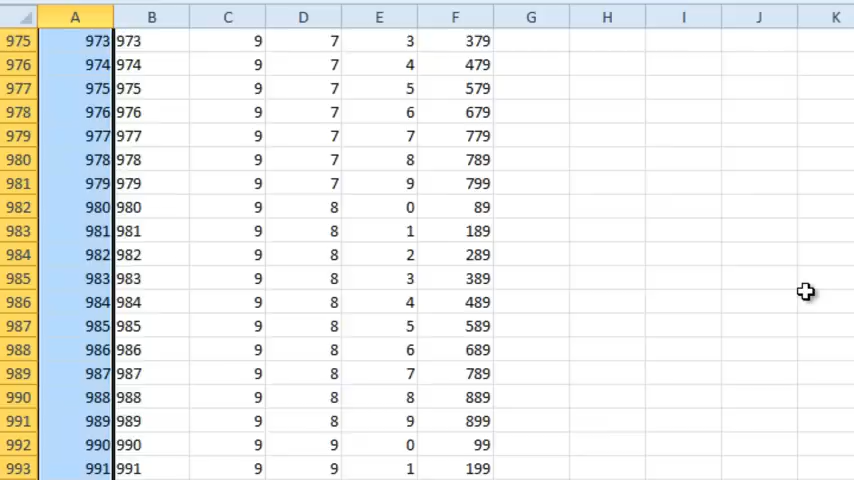 A B C D E F G H I J K
975 973 973 9 7 3 379
976 974 974 9 7 4 479
977 975 975 9 7 5 579
978 976 976 9 7 6 679
979 977 977 9 7 7 779
980 978 978 9 7 8 789
981 979 979 9 7 9 799
982 980 980 9 8 0 89
983 981 981 9 8 1 189
984 982 982 9 8 2 289
985 983 983 9 8 3 389
986 984 984 9 8 4 489
987 985 985 9 8 5 589
988 986 986 9 8 6 689
989 987 987 9 8 7 789
990 988 988 9 8 8 889
991 989 989 9 8 9 899
992 990 990 9 9 0 99
993 991 991 9 9 1 199